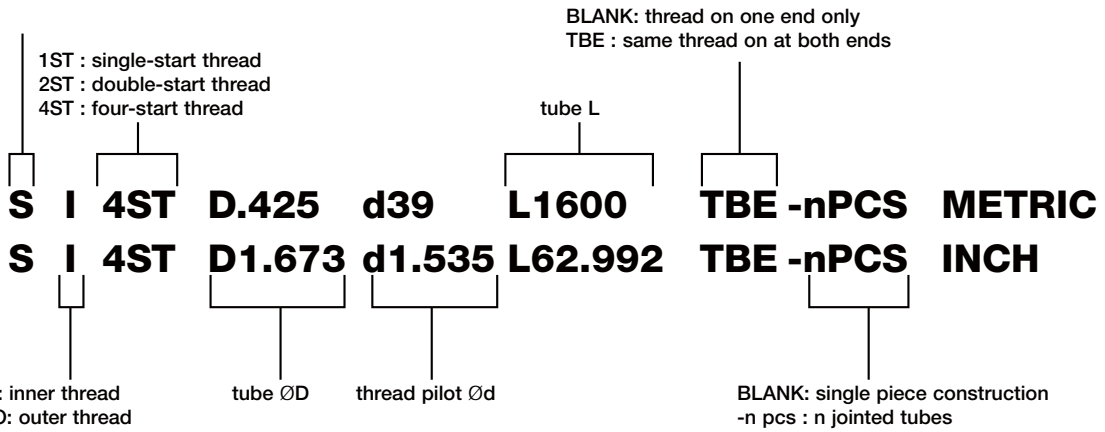 BLANK: thread on one end only
TBE : same thread on at both ends
1ST : single-start thread
2ST : double-start thread
4ST : four-start thread
tube L
S I 4ST D.425 d39 L1600 TBE -nPCS METRIC
S I 4ST D1.673 d1.535 L62.992 TBE -nPCS INCH
: inner thread
: outer thread
tube ØD
thread pilot Ød
BLANK: single piece construction
-n pcs : n jointed tubes